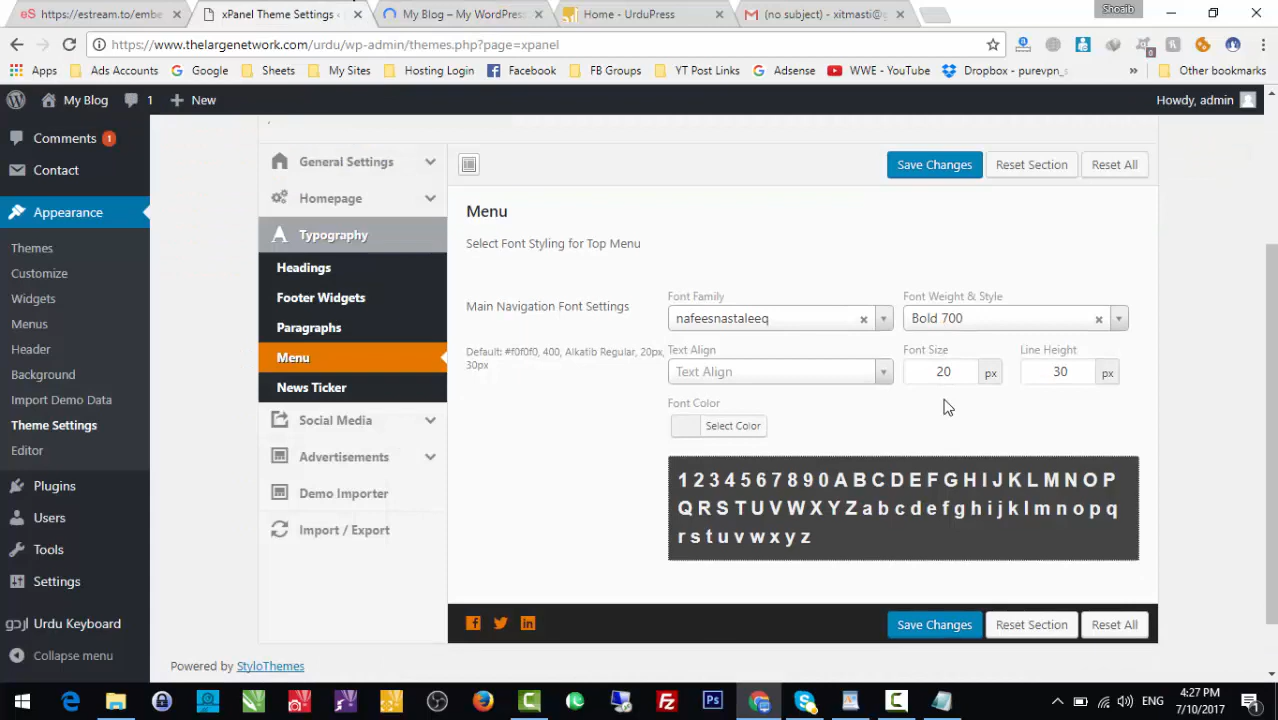 https://estream.to/embe
xPanel Theme Settings ‹
My Blog – My WordPress
Home - UrduPress
(no subject) - xitmasti@g
Shoaib
https://www.thelargenetwork.com/urdu/wp-admin/themes.php?page=xpanel
Apps
Ads Accounts
Google
Sheets
My Sites
Hosting Login
Facebook
FB Groups
YT Post Links
Adsense
WWE - YouTube
Dropbox - purevpn_s
»
Other bookmarks
My Blog
1
New
Howdy, admin
Comments 1
Contact
Appearance
Themes
Customize
Widgets
Menus
Header
Background
Import Demo Data
Theme Settings
Editor
Plugins
Users
Tools
Settings
اردو Urdu Keyboard
Collapse menu
General Settings
Homepage
Typography
Headings
Footer Widgets
Paragraphs
Menu
News Ticker
Social Media
Advertisements
Demo Importer
Import / Export
Save Changes
Reset Section
Reset All
Menu
Select Font Styling for Top Menu
Main Navigation Font Settings
Default: #f0f0f0, 400, Alkatib Regular, 20px,
30px
Font Family
nafeesnastaleeq
Font Weight & Style
Bold 700
Text Align
Text Align
Font Size
20 px
Line Height
30 px
Font Color
Select Color
1 2 3 4 5 6 7 8 9 0 A B C D E F G H I J K L M N O P
Q R S T U V W X Y Z a b c d e f g h i j k l m n o p q
r s t u v w x y z
Save Changes
Reset Section
Reset All
Powered by StyloThemes
ENG
4:27 PM
7/10/2017
1